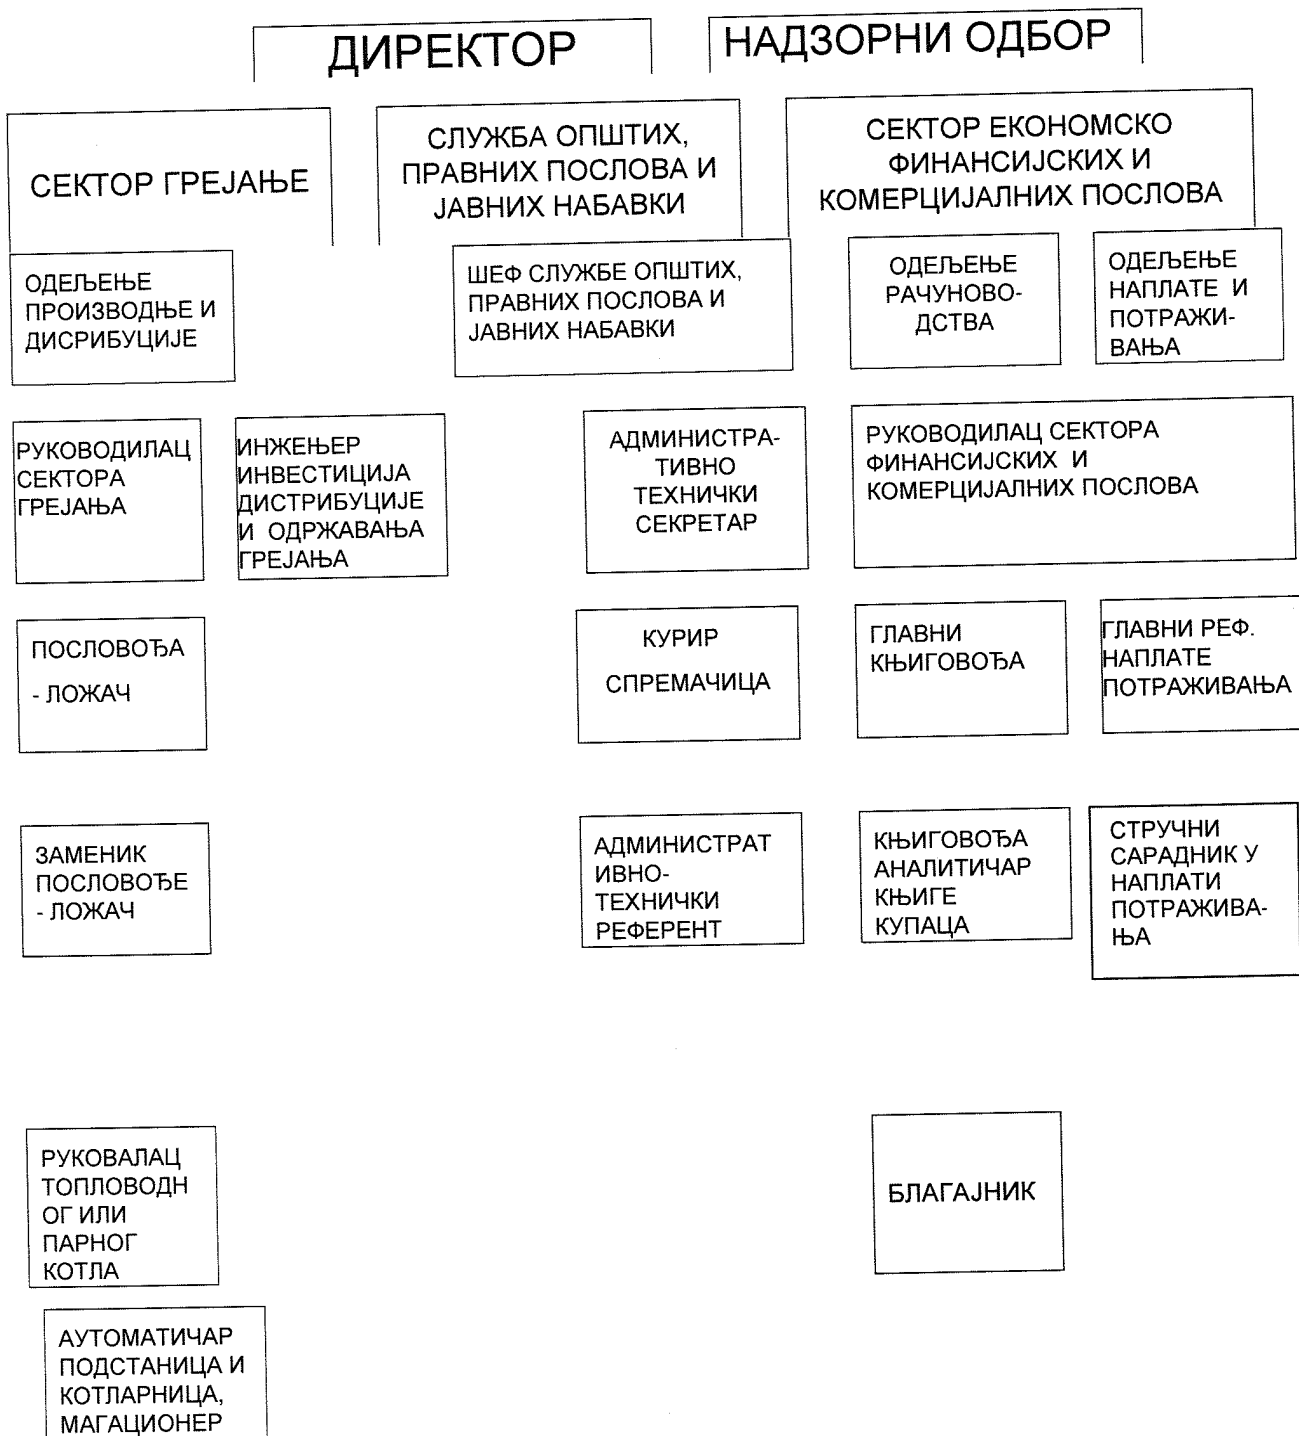 ДИРЕКТОР
НАДЗОРНИ ОДБОР
СЕКТОР ГРЕЈАЊЕ
СЛУЖБА ОПШТИХ,
ПРАВНИХ ПОСЛОВА И
ЈАВНИХ НАБАВКИ
СЕКТОР ЕКОНОМСКО
ФИНАНСИЈСКИХ И
КОМЕРЦИЈАЛНИХ ПОСЛОВА
ОДЕЉЕЊЕ
ПРОИЗВОДЊЕ И
ДИСРИБУЦИЈЕ
ШЕФ СЛУЖБЕ ОПШТИХ,
ПРАВНИХ ПОСЛОВА И
ЈАВНИХ НАБАВКИ
ОДЕЉЕЊЕ
РАЧУНОВО-
ДСТВА
ОДЕЉЕЊЕ
НАПЛАТЕ И
ПОТРАЖИ-
ВАЊА
РУКОВОДИЛАЦ
СЕКТОРА
ГРЕЈАЊА
ИНЖЕЊЕР
ИНВЕСТИЦИЈА
ДИСТРИБУЦИЈЕ
И ОДРЖАВАЊА
ГРЕЈАЊА
АДМИНИСТРА-
ТИВНО
ТЕХНИЧКИ
СЕКРЕТАР
РУКОВОДИЛАЦ СЕКТОРА
ФИНАНСИЈСКИХ И
КОМЕРЦИЈАЛНИХ ПОСЛОВА
ПОСЛОВОЂА
- ЛОЖАЧ
КУРИР
СПРЕМАЧИЦА
ГЛАВНИ
КЊИГОВОЂА
ГЛАВНИ РЕФ.
НАПЛАТЕ
ПОТРАЖИВАЊА
ЗАМЕНИК
ПОСЛОВОЂЕ
- ЛОЖАЧ
АДМИНИСТРАТ
ИВНО-
ТЕХНИЧКИ
РЕФЕРЕНТ
КЊИГОВОЂА
АНАЛИТИЧАР
КЊИГЕ
КУПАЦА
СТРУЧНИ
САРАДНИК У
НАПЛАТИ
ПОТРАЖИВА-
ЊА
РУКОВАЛАЦ
ТОПЛОВОДН
ОГ ИЛИ
ПАРНОГ
КОТЛА
БЛАГАЈНИК
АУТОМАТИЧАР
ПОДСТАНИЦА И
КОТЛАРНИЦА,
МАГАЦИОНЕР